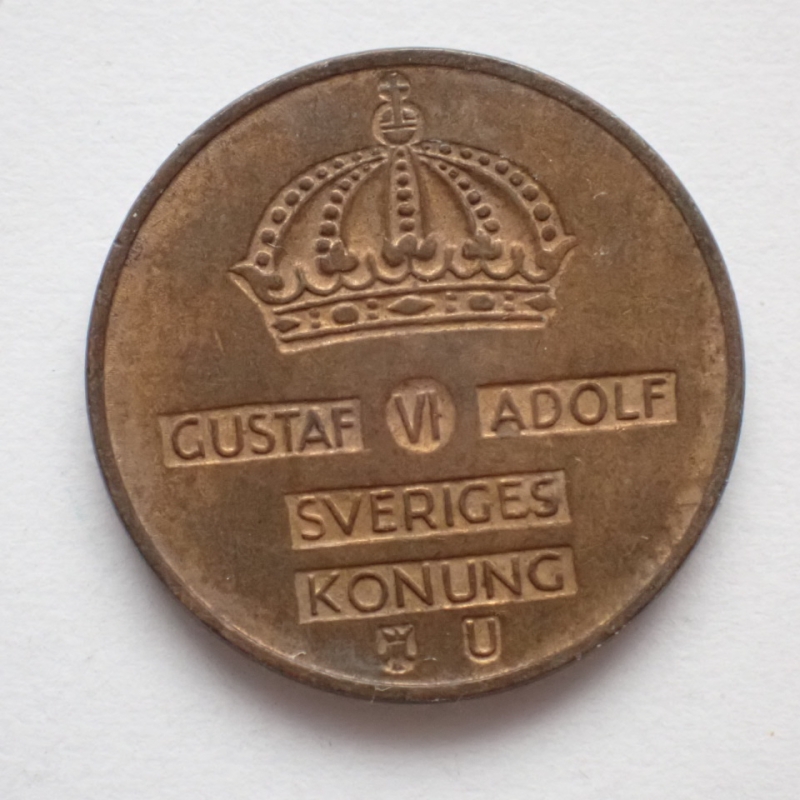 GUSTAF VI ADOLF
SVERIGES
KONUNG
U